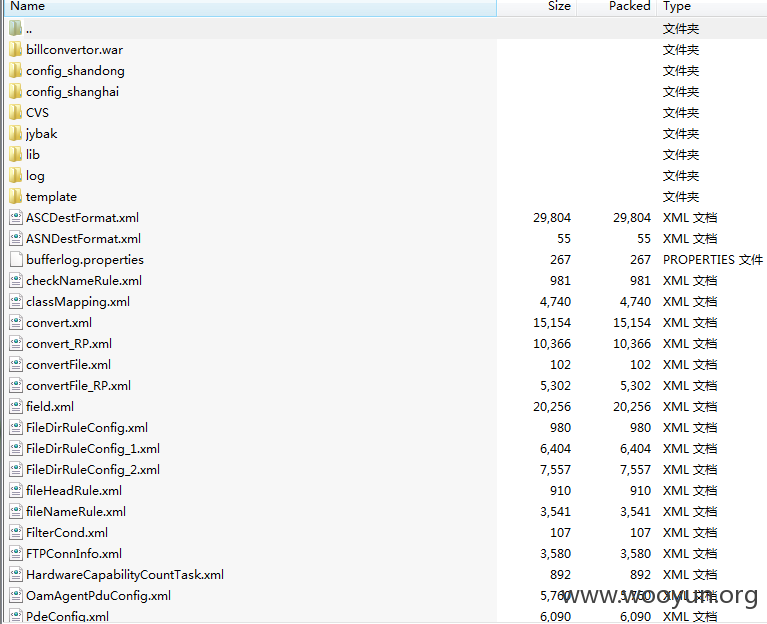 Name Size Packed Type
.. 文件夹
billconvertor.war 文件夹
config_shandong 文件夹
config_shanghai 文件夹
CVS 文件夹
jybak 文件夹
lib 文件夹
log 文件夹
template 文件夹
ASCDestFormat.xml 29,804 29,804 XML 文档
ASNDestFormat.xml 55 55 XML 文档
bufferlog.properties 267 267 PROPERTIES 文件
checkNameRule.xml 981 981 XML 文档
classMapping.xml 4,740 4,740 XML 文档
convert.xml 15,154 15,154 XML 文档
convert_RP.xml 10,366 10,366 XML 文档
convertFile.xml 102 102 XML 文档
convertFile_RP.xml 5,302 5,302 XML 文档
field.xml 20,256 20,256 XML 文档
FileDirRuleConfig.xml 980 980 XML 文档
FileDirRuleConfig_1.xml 6,404 6,404 XML 文档
FileDirRuleConfig_2.xml 7,557 7,557 XML 文档
fileHeadRule.xml 910 910 XML 文档
fileNameRule.xml 3,541 3,541 XML 文档
FilterCond.xml 107 107 XML 文档
FTPConnInfo.xml 3,580 3,580 XML 文档
HardwareCapabilityCountTask.xml 892 892 XML 文档
OamAgentPduConfig.xml 5,760 5,760 XML 文档
www.wooyun.org
PdeConfig.xml 6,090 6,090 XML 文档